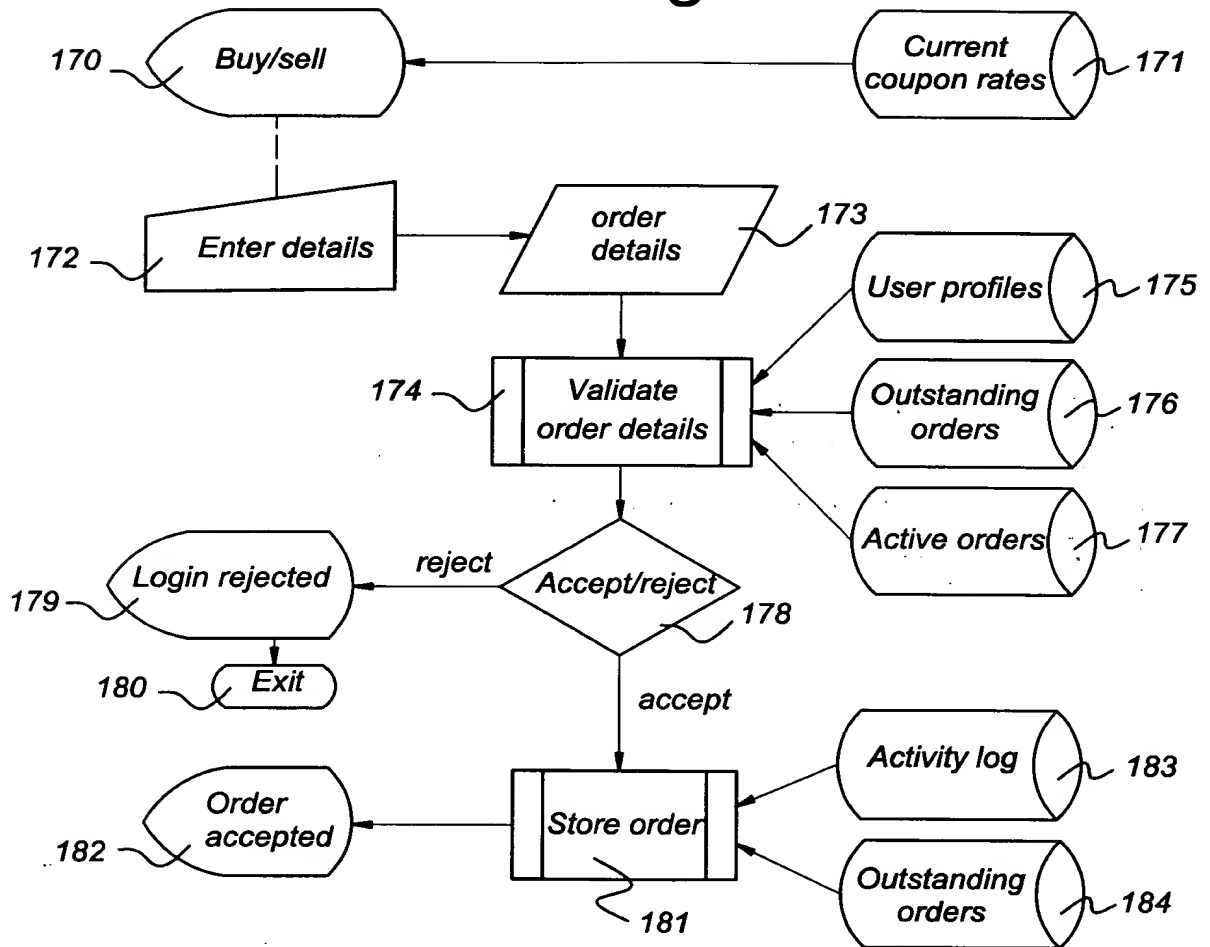 170
Buy/sell
Current
coupon rates
171
172
Enter details
order
details
173
User profiles
175
174
Validate
order details
Outstanding
orders
176
Active orders
177
reject
Login rejected
179
Accept/reject
178
180
Exit
accept
Activity log
183
Order
accepted
182
Store order
181
Outstanding
orders
184